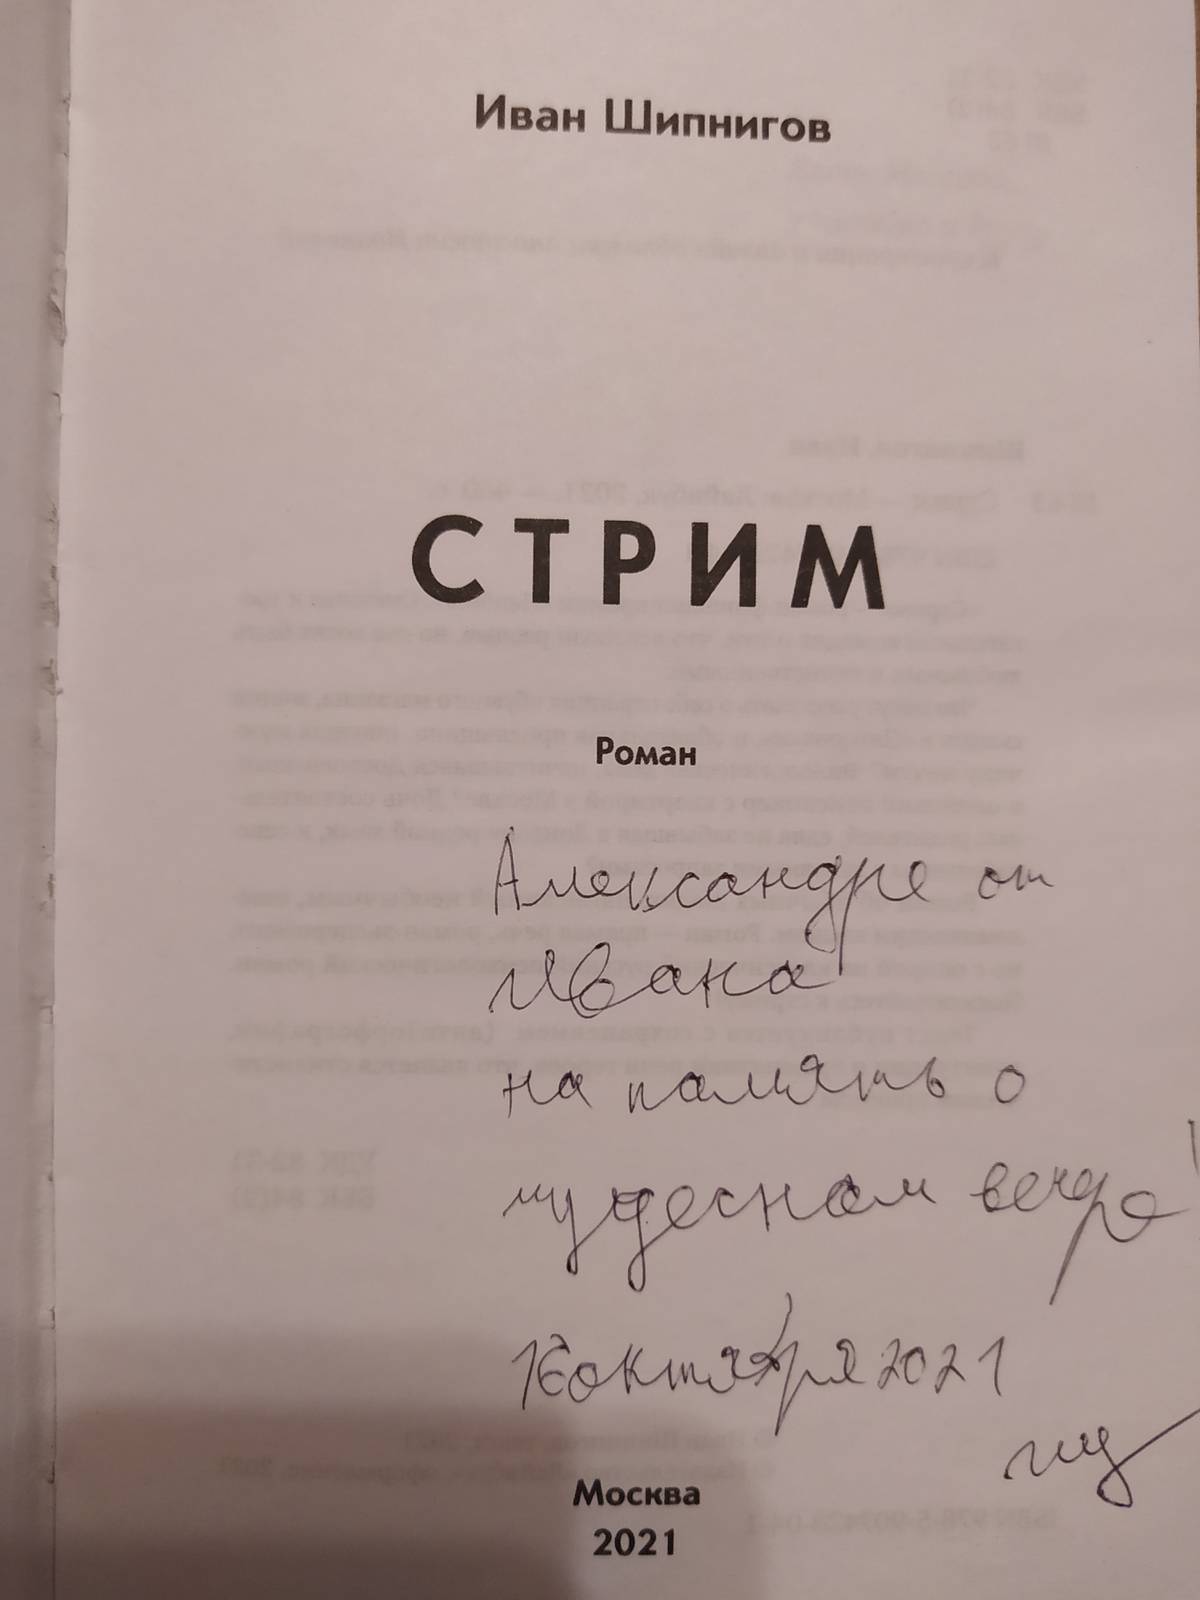 Иван Шипнигов
СТРИМ
Роман
Александре от
Ивана
на память о
чудесном вечере!
16 октября 2021
Москва
2021